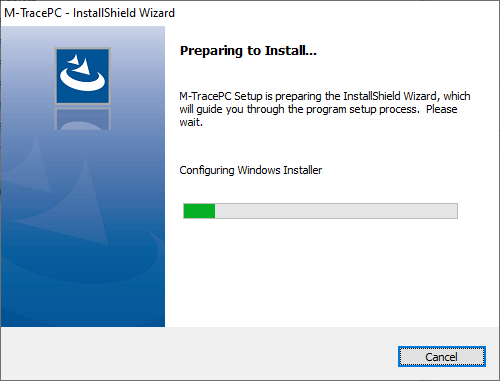 M-TracePC - InstallShield Wizard
Preparing to Install...
M-TracePC Setup is preparing the InstallShield Wizard, which
will guide you through the program setup process.  Please
wait.
Configuring Windows Installer
Cancel